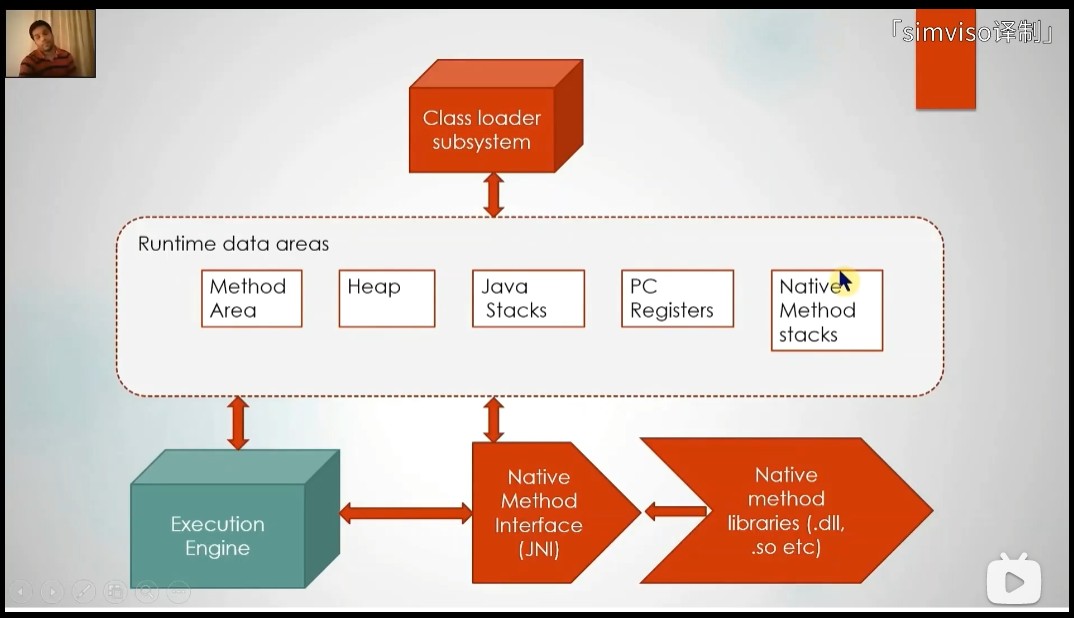 「simviso译制」
Class loader
subsystem
Runtime data areas
Method
Area
Heap
Java
Stacks
PC
Registers
Native
Method
stacks
Execution
Engine
Native
Method
Interface
(JNI)
Native
method
libraries (.dll,
.so etc)